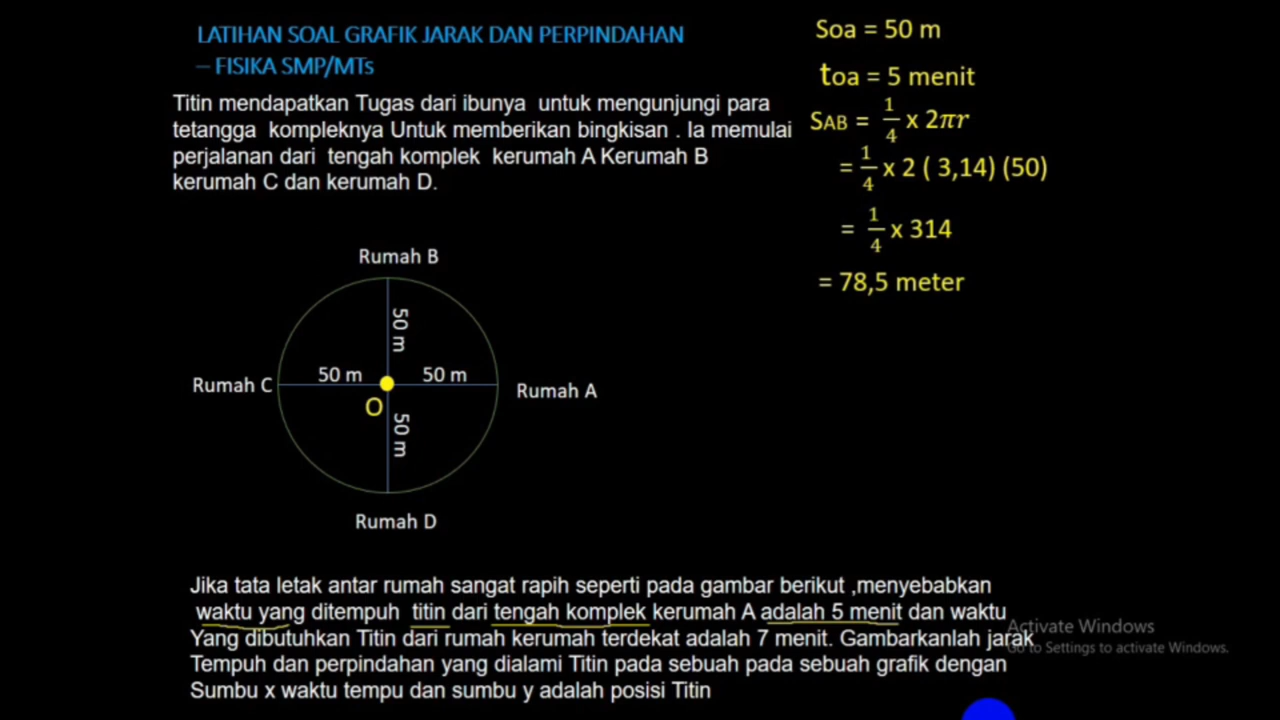 LATIHAN SOAL GRAFIK JARAK DAN PERPINDAHAN
– FISIKA SMP/MTs
Titin mendapatkan Tugas dari ibunya untuk mengunjungi para
tetangga kompleknya Untuk memberikan bingkisan . Ia memulai
perjalanan dari tengah komplek kerumah A Kerumah B
kerumah C dan kerumah D.
Soa = 50 m
toa = 5 menit
SAB = 1/4 x 2πr
= 1/4 x 2 ( 3,14) (50)
= 1/4 x 314
= 78,5 meter
Rumah B
50 m
50 m
50 m
Rumah C
Rumah A
O
50 m
Rumah D
Jika tata letak antar rumah sangat rapih seperti pada gambar berikut ,menyebabkan
waktu yang ditempuh titin dari tengah komplek kerumah A adalah 5 menit dan waktu
Yang dibutuhkan Titin dari rumah kerumah terdekat adalah 7 menit. Gambarkanlah jarak
Tempuh dan perpindahan yang dialami Titin pada sebuah pada sebuah grafik dengan
Sumbu x waktu tempu dan sumbu y adalah posisi Titin
Activate Windows
Go to Settings to activate Windows.